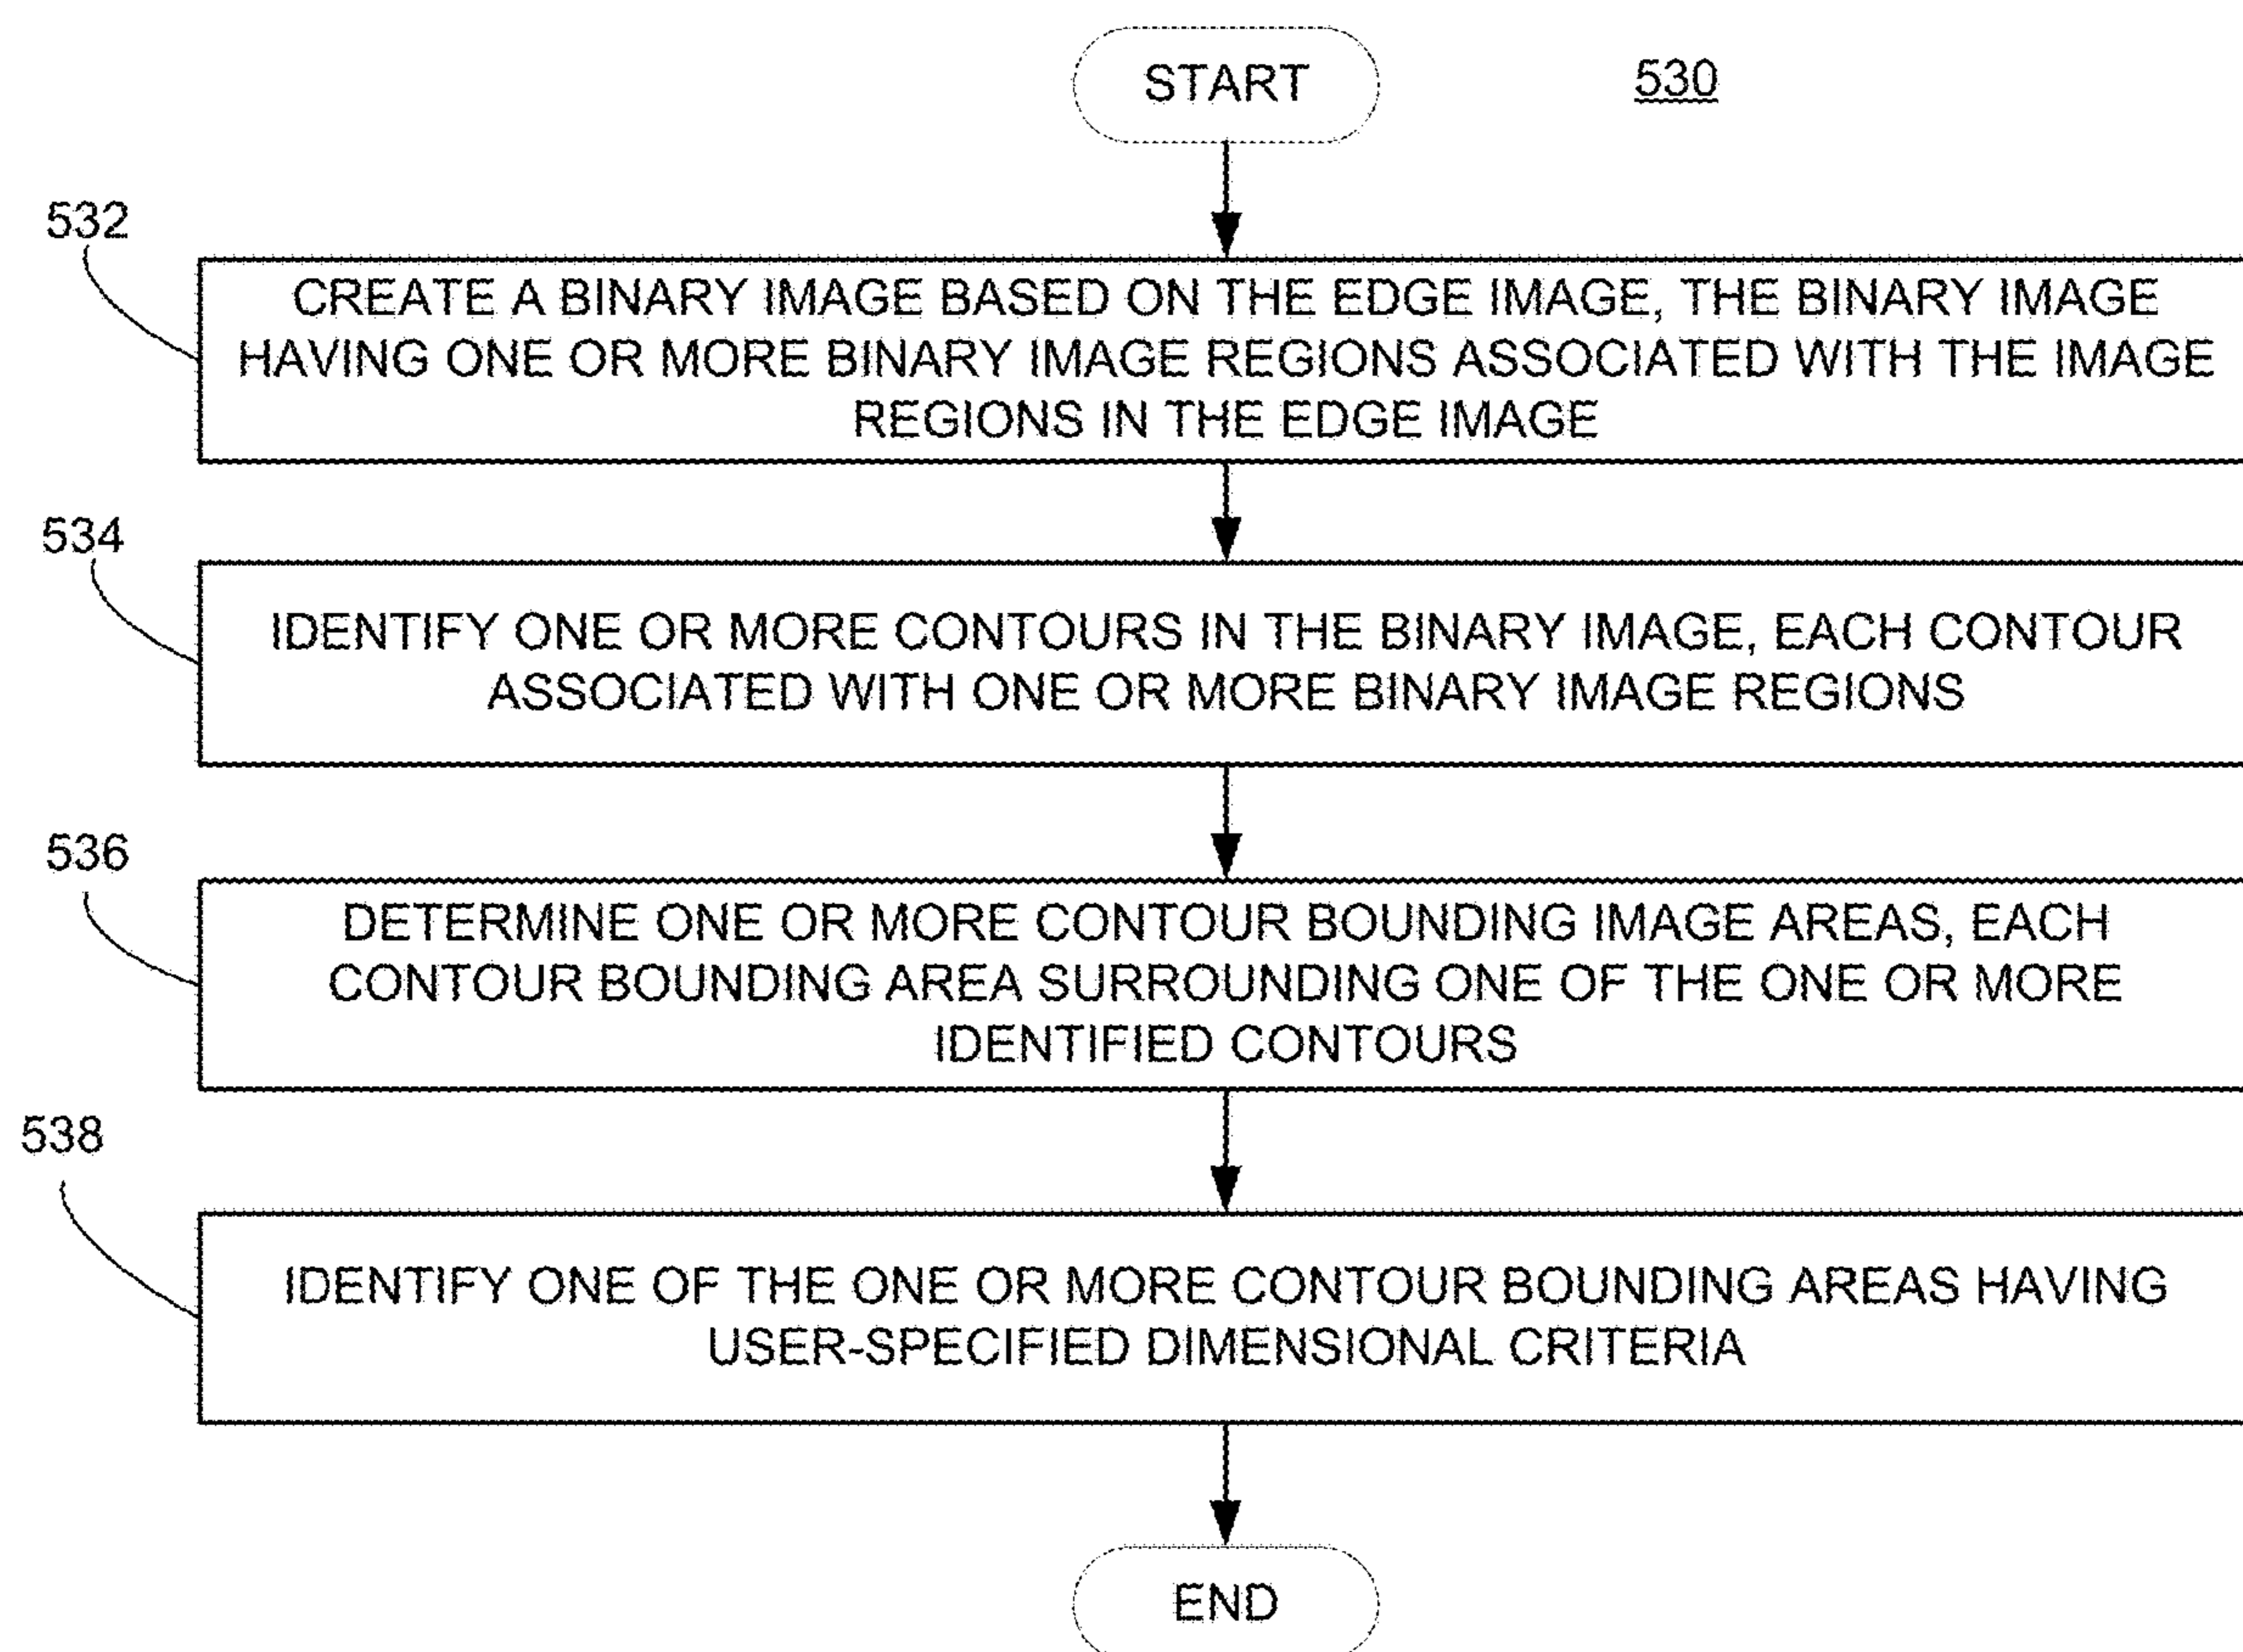 START
530
532
CREATE A BINARY IMAGE BASED ON THE EDGE IMAGE, THE BINARY IMAGE
HAVING ONE OR MORE BINARY IMAGE REGIONS ASSOCIATED WITH THE IMAGE
REGIONS IN THE EDGE IMAGE
534
IDENTIFY ONE OR MORE CONTOURS IN THE BINARY IMAGE, EACH CONTOUR
ASSOCIATED WITH ONE OR MORE BINARY IMAGE REGIONS
536
DETERMINE ONE OR MORE CONTOUR BOUNDING IMAGE AREAS, EACH
CONTOUR BOUNDING AREA SURROUNDING ONE OF THE ONE OR MORE
IDENTIFIED CONTOURS
538
IDENTIFY ONE OF THE ONE OR MORE CONTOUR BOUNDING AREAS HAVING
USER-SPECIFIED DIMENSIONAL CRITERIA
END